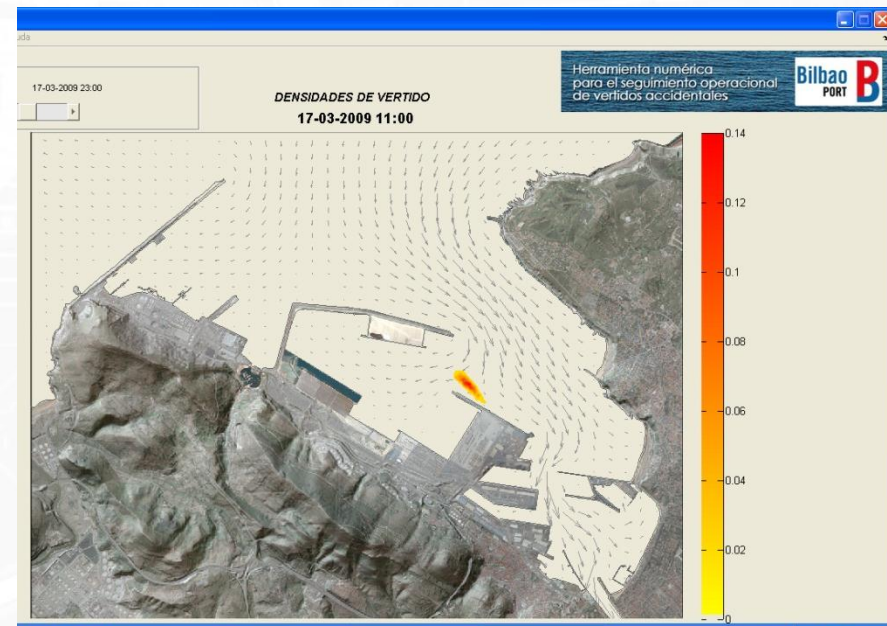 uda
17-03-2009 23:00
DENSIDADES DE VERTIDO
17-03-2009 11:00
Herramienta numérica
para el seguimiento operacional
de vertidos accidentales
Bilbao
PORT
B
0.14
0.12
0.1
0.08
0.06
0.04
0.02
0